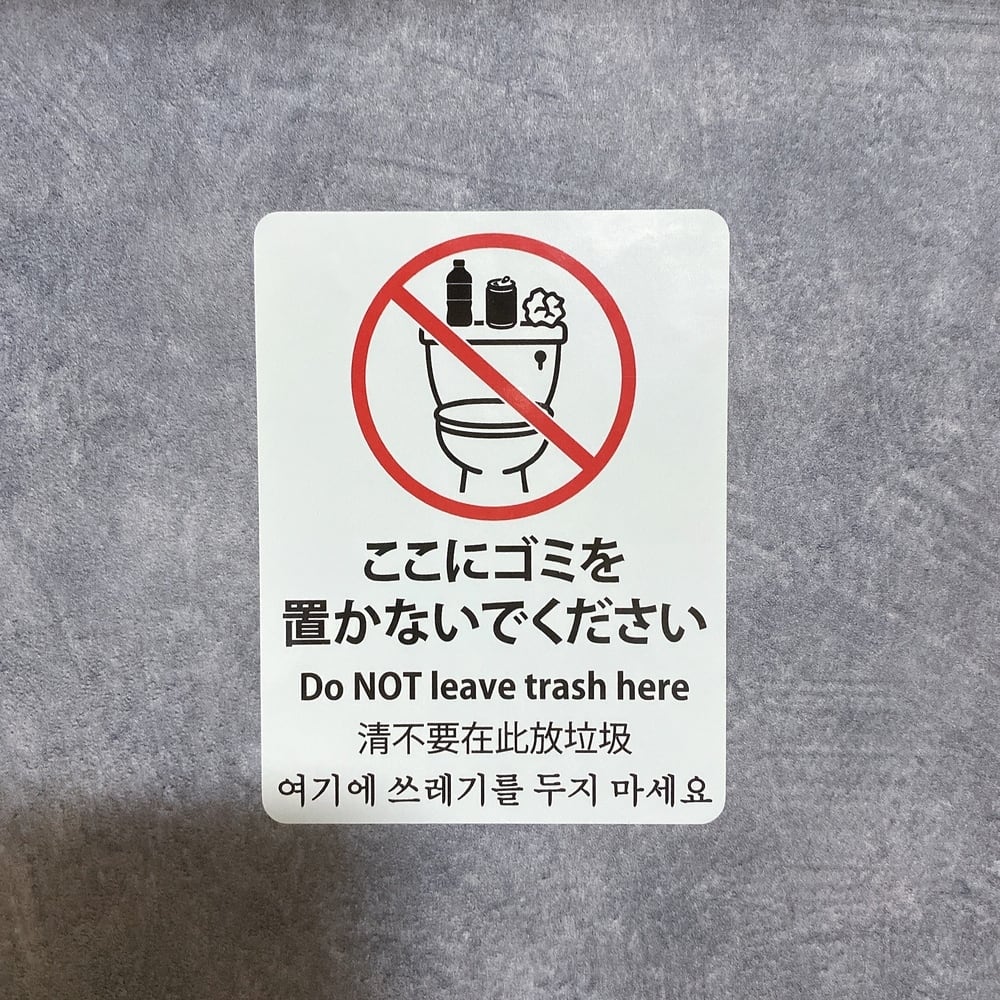 ここにゴミを
置かないでください
Do NOT leave trash here
清不要在此放垃圾
여기에 쓰레기를 두지 마세요